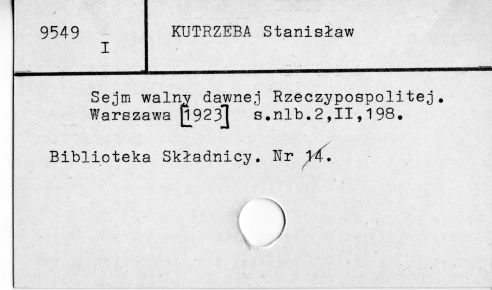 9549 I KUTRZEBA Stanisław
Sejm walny dawnej Rzeczypospolitej.
Warszawa [1923] s.nlb.2,II,198.
Biblioteka Składnicy. Nr 14.